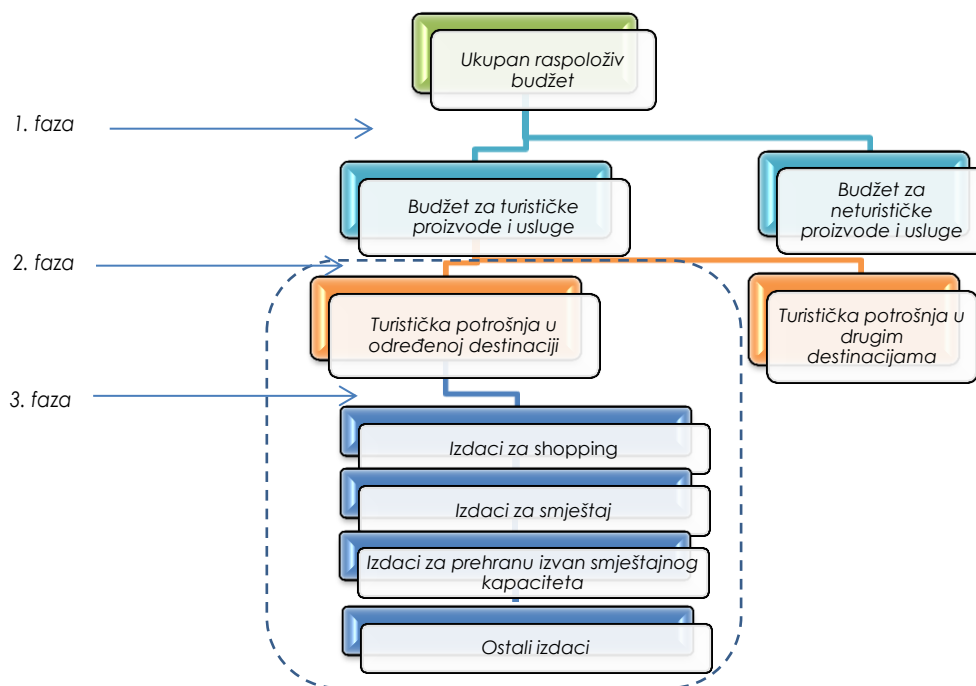 Ukupan raspoloživ
budžet
1. faza
Budžet za turističke
proizvode i usluge
Budžet za
neturističke
proizvode i usluge
2. faza
Turistička potrošnja u
određenoj destinaciji
Turistička potrošnja u
drugim
destinacijama
3. faza
Izdaci za shopping
Izdaci za smještaj
Izdaci za prehranu izvan smještajnog
kapaciteta
Ostali izdaci